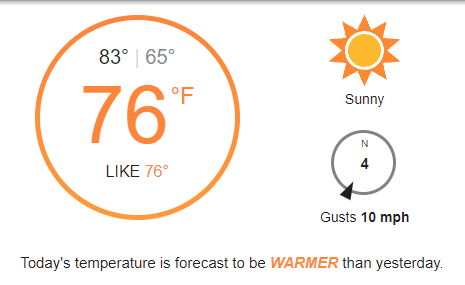 83° | 65°
76 °F
LIKE 76°
Sunny
N
4
Gusts 10 mph
Today's temperature is forecast to be WARMER than yesterday.